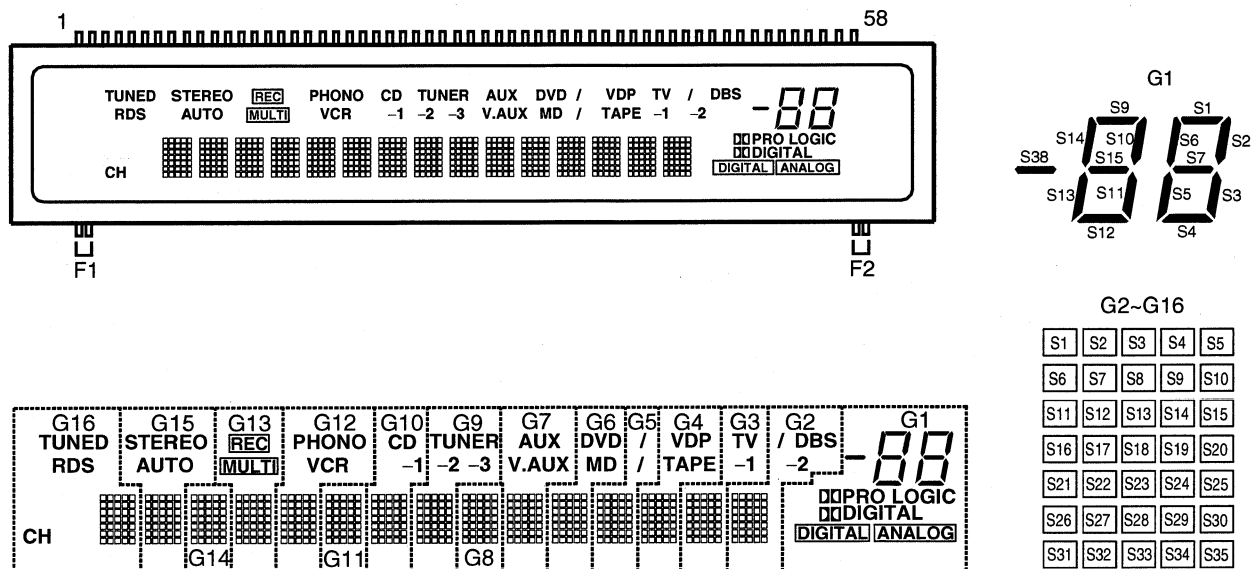 1 58
TUNED STEREO REC PHONO CD TUNER AUX DVD / VDP TV / DBS -88
RDS AUTO MULTI VCR –1 –2 –3 V.AUX MD / TAPE –1 –2
PRO LOGIC
DIGITAL
CH DIGITAL ANALOG
F1 F2
G1
S9 S1
S14 S10 S6 S2
S38 S15 S7
S13 S11 S5 S3
S12 S4
G2~G16
S1 S2 S3 S4 S5
S6 S7 S8 S9 S10
S11 S12 S13 S14 S15
S16 S17 S18 S19 S20
S21 S22 S23 S24 S25
S26 S27 S28 S29 S30
S31 S32 S33 S34 S35
G16 G15 G13 G12 G10 G9 G7 G6 G5 G4 G3 G2 G1
TUNED STEREO REC PHONO CD TUNER AUX DVD / VDP TV / DBS -88
RDS AUTO MULTI VCR –1 –2 –3 V.AUX MD / TAPE –1 –2
PRO LOGIC
DIGITAL
CH DIGITAL ANALOG
G14 G11 G8